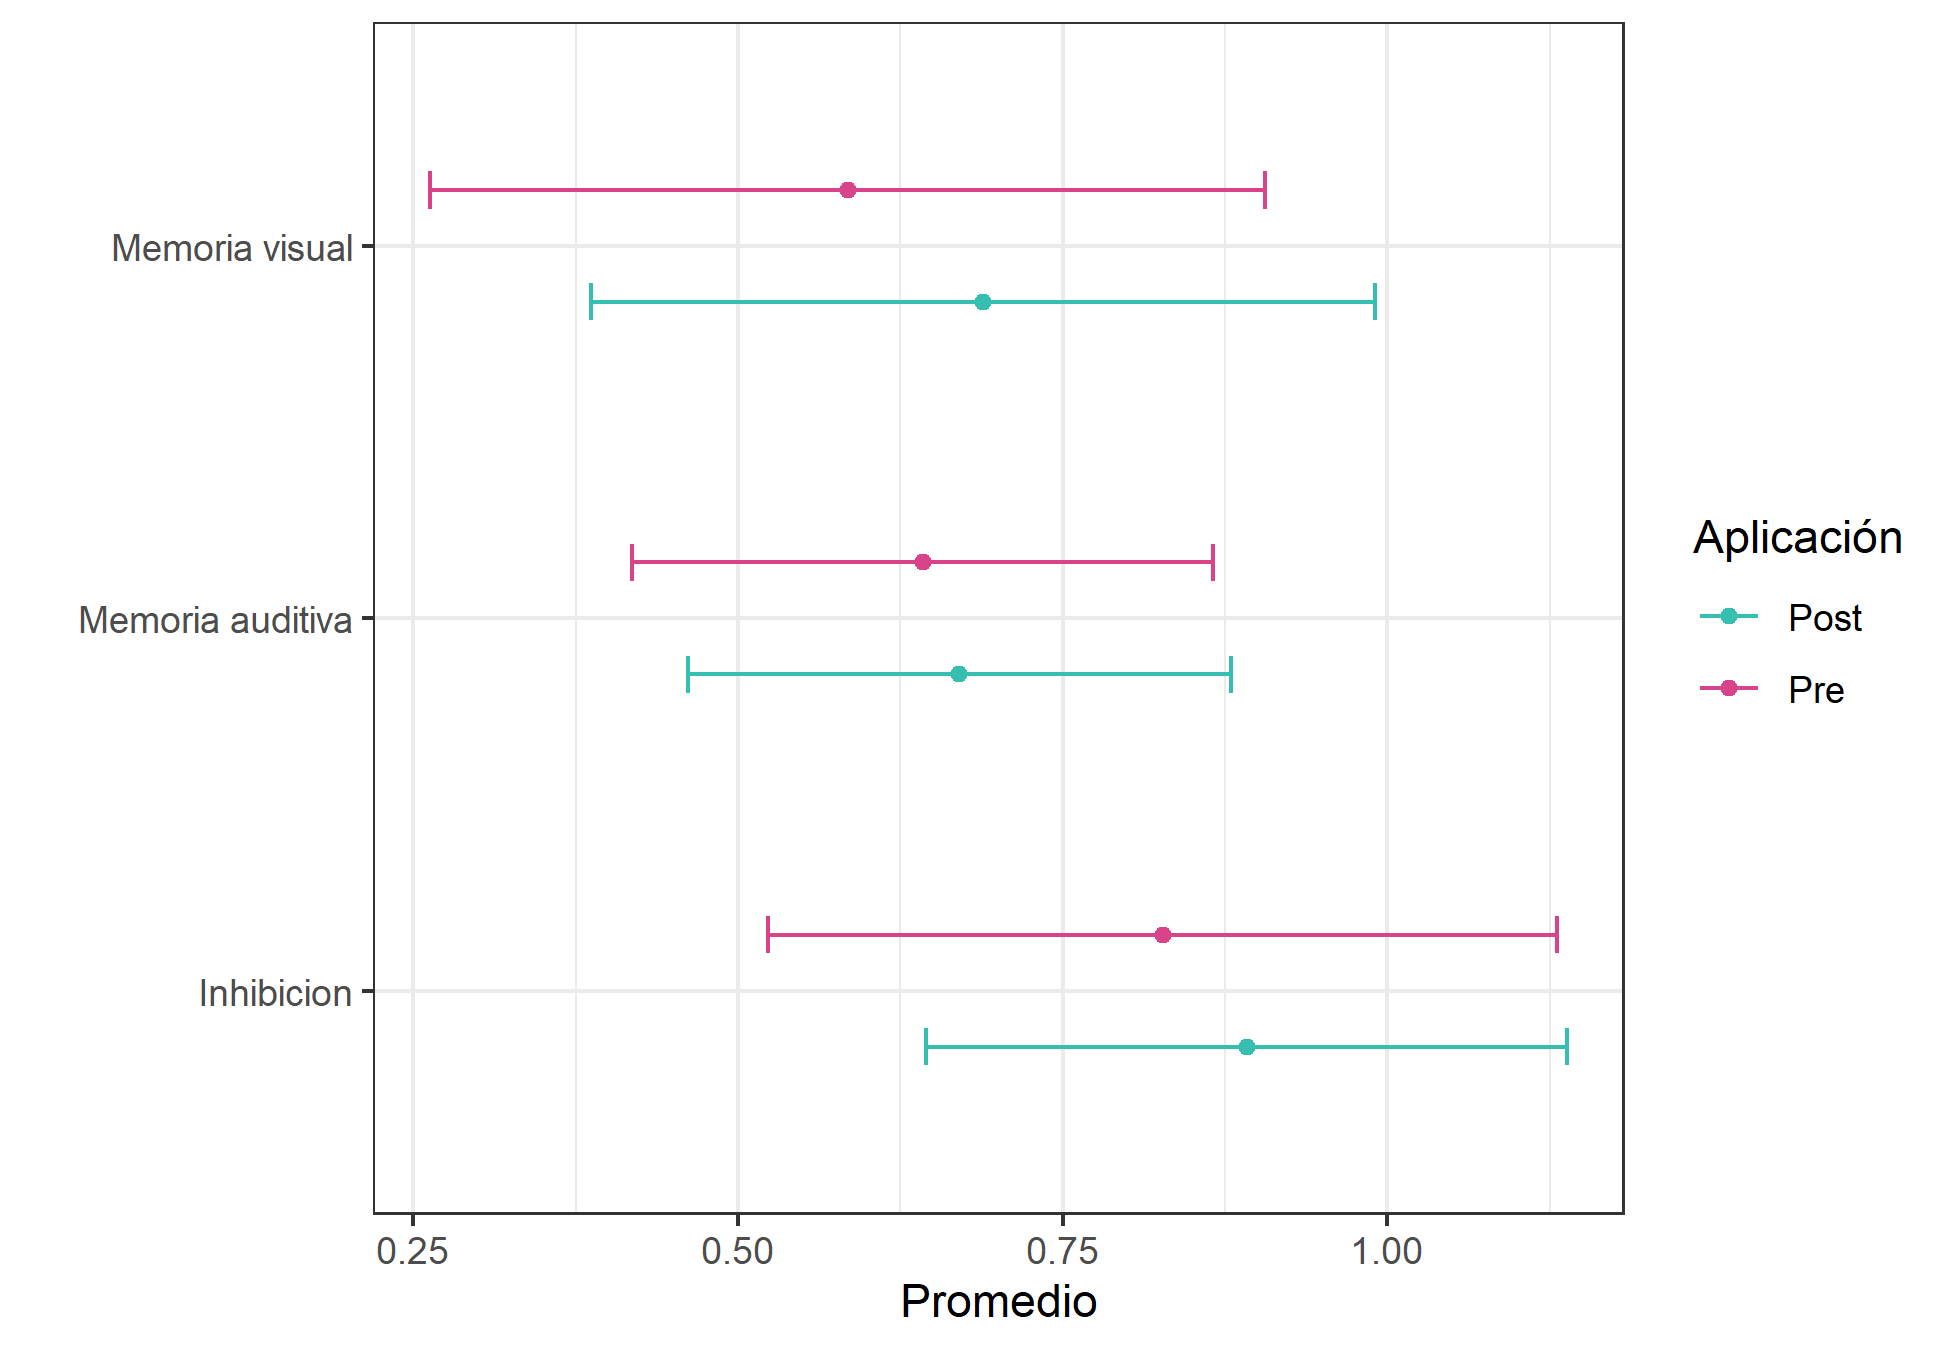 Memoria visual
Memoria auditiva
Inhibicion
0.25 0.50 0.75 1.00
Promedio
Aplicación
Post
Pre